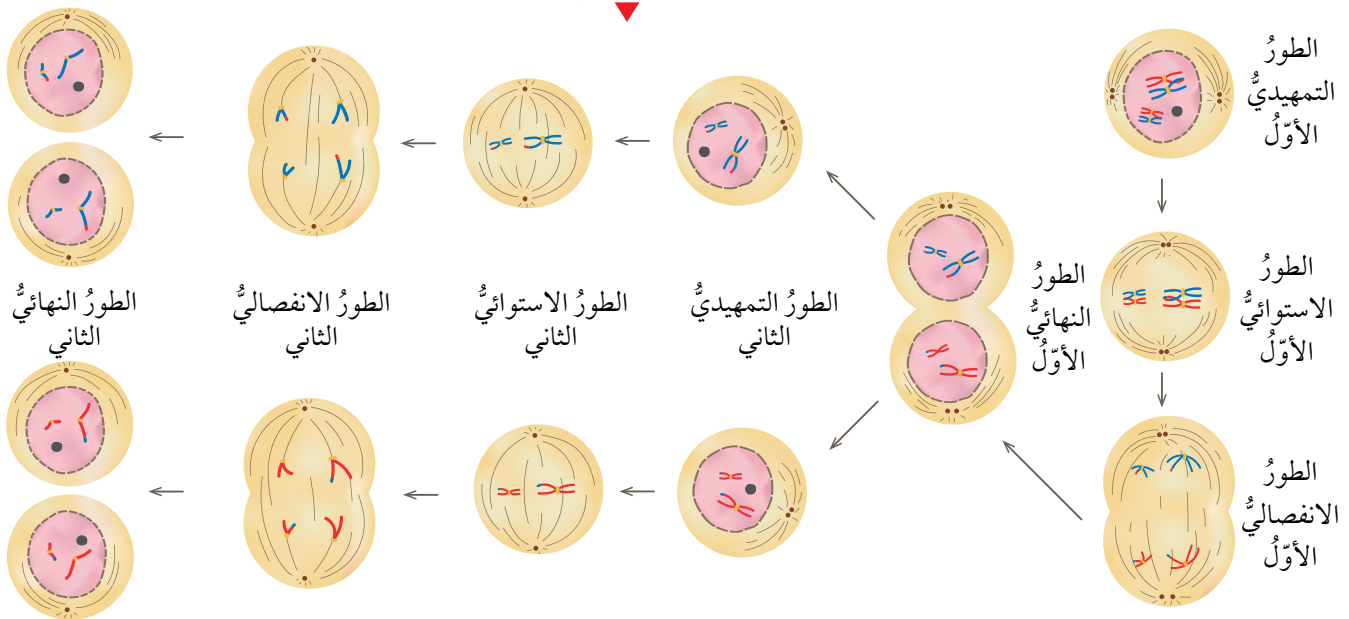 الطورُ
التمهيديُّ
الأوّلُ
الطورُ
الاستوائيُّ
الأوّلُ
الطورُ
الانفصاليُّ
الأوّلُ
الطورُ
النهائيُّ
الأوّلُ
الطورُ التمهيديُّ
الثاني
الطورُ الاستوائيُّ
الثاني
الطورُ الانفصاليُّ
الثاني
الطورُ النهائيُّ
الثاني